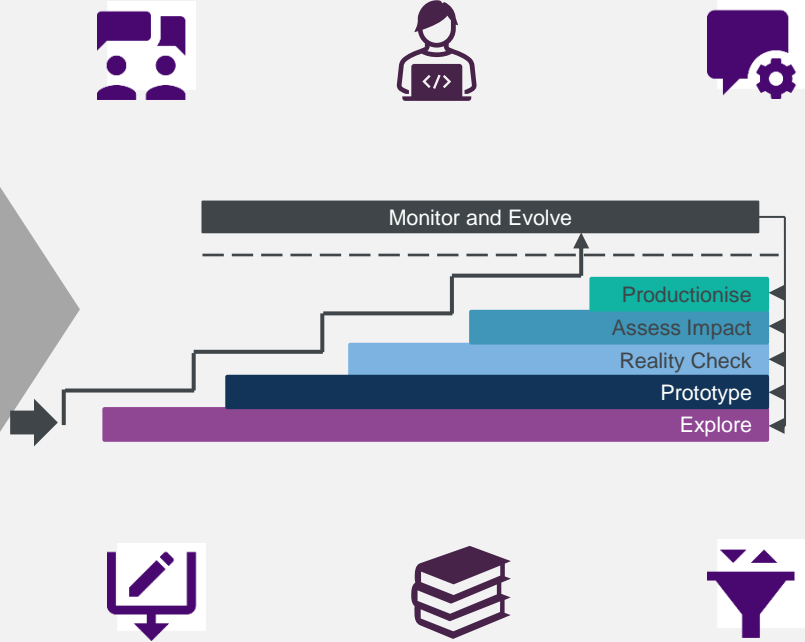 </>
Monitor and Evolve
Productionise
Assess Impact
Reality Check
Prototype
Explore